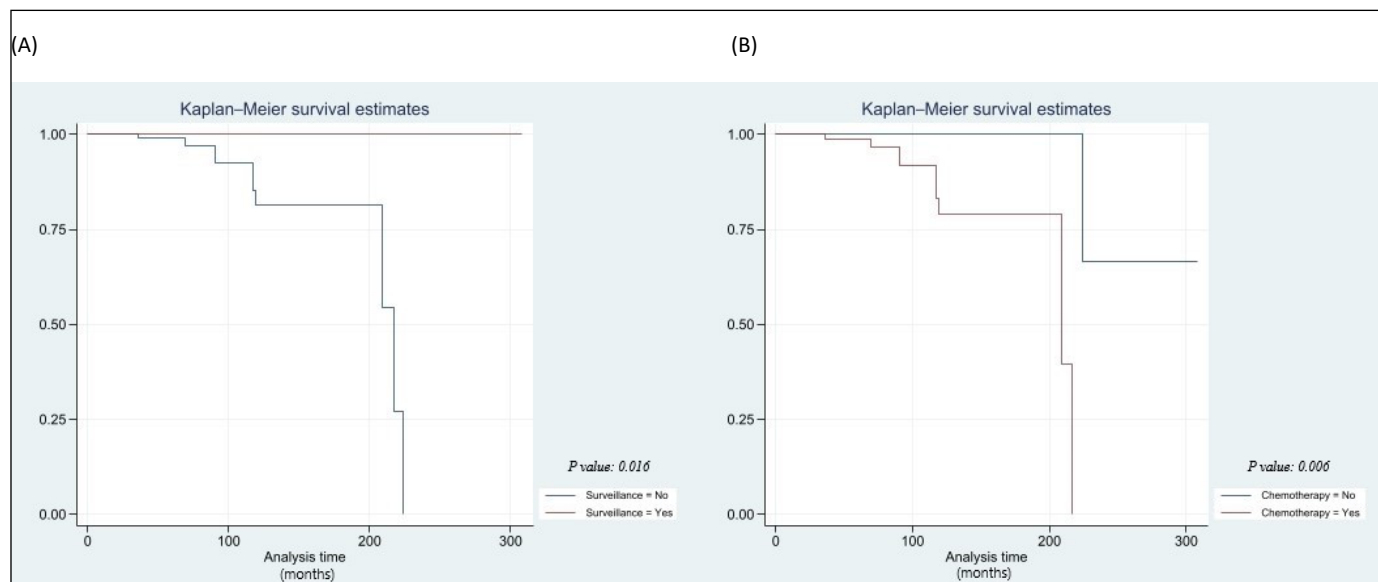 (A)
Kaplan–Meier survival estimates
1.00
0.75
0.50
0.25
0.00
0
100
200
300
Analysis time
(months)
P value: 0.016
Surveillance = No
Surveillance = Yes
(B)
Kaplan–Meier survival estimates
1.00
0.75
0.50
0.25
0.00
0
100
200
300
Analysis time
(months)
P value: 0.006
Chemotherapy = No
Chemotherapy = Yes